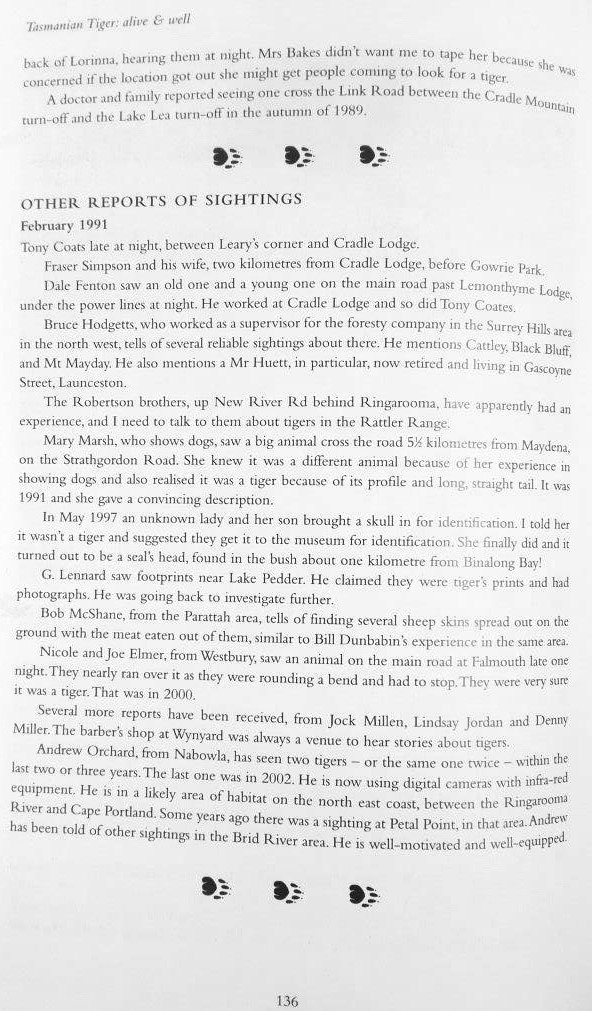 Tasmanian Tiger: alive & well
back of Lorinna, hearing them at night. Mrs Bakes didn't want me to tape her because she was
concerned if the location got out she might get people coming to look for a tiger.
A doctor and family reported seeing one cross the Link Road between the Cradle Mountain
turn-off and the Lake Lea turn-off in the autumn of 1989.
OTHER REPORTS OF SIGHTINGS
February 1991
Tony Coats late at night, between Leary's corner and Cradle Lodge.
Fraser Simpson and his wife, two kilometres from Cradle Lodge, before Gowrie Park.
Dale Fenton saw an old one and a young one on the main road past Lemonthyme Lodge,
under the power lines at night. He worked at Cradle Lodge and so did Tony Coates.
Bruce Hodgetts, who worked as a supervisor for the foresty company in the Surrey Hills area
in the north west, tells of several reliable sightings about there. He mentions Cattley, Black Bluff,
and Mt Mayday. He also mentions a Mr Huett, in particular, now retired and living in Gascoyne
Street, Launceston.
The Robertson brothers, up New River Rd behind Ringarooma, have apparently had an
experience, and I need to talk to them about tigers in the Rattler Range.
Mary Marsh, who shows dogs, saw a big animal cross the road 5½ kilometres from Maydena,
on the Strathgordon Road. She knew it was a different animal because of her experience in
showing dogs and also realised it was a tiger because of its profile and long, straight tail. It was
1991 and she gave a convincing description.
In May 1997 an unknown lady and her son brought a skull in for identification. I told her
it wasn't a tiger and suggested they get it to the museum for identification. She finally did and it
turned out to be a seal's head, found in the bush about one kilometre from Binalong Bay!
G. Lennard saw footprints near Lake Pedder. He claimed they were tiger's prints and had
photographs. He was going back to investigate further.
Bob McShane, from the Parattah area, tells of finding several sheep skins spread out on the
ground with the meat eaten out of them, similar to Bill Dunbabin's experience in the same area.
Nicole and Joe Elmer, from Westbury, saw an animal on the main road at Falmouth late one
night. They nearly ran over it as they were rounding a bend and had to stop. They were very sure
it was a tiger. That was in 2000.
Several more reports have been received, from Jock Millen, Lindsay Jordan and Denny
Miller. The barber's shop at Wynyard was always a venue to hear stories about tigers.
Andrew Orchard, from Nabowla, has seen two tigers – or the same one twice – within the
last two or three years. The last one was in 2002. He is now using digital cameras with infra-red
equipment. He is in a likely area of habitat on the north east coast, between the Ringarooma
River and Cape Portland. Some years ago there was a sighting at Petal Point, in that area. Andrew
has been told of other sightings in the Brid River area. He is well-motivated and well-equipped.
136